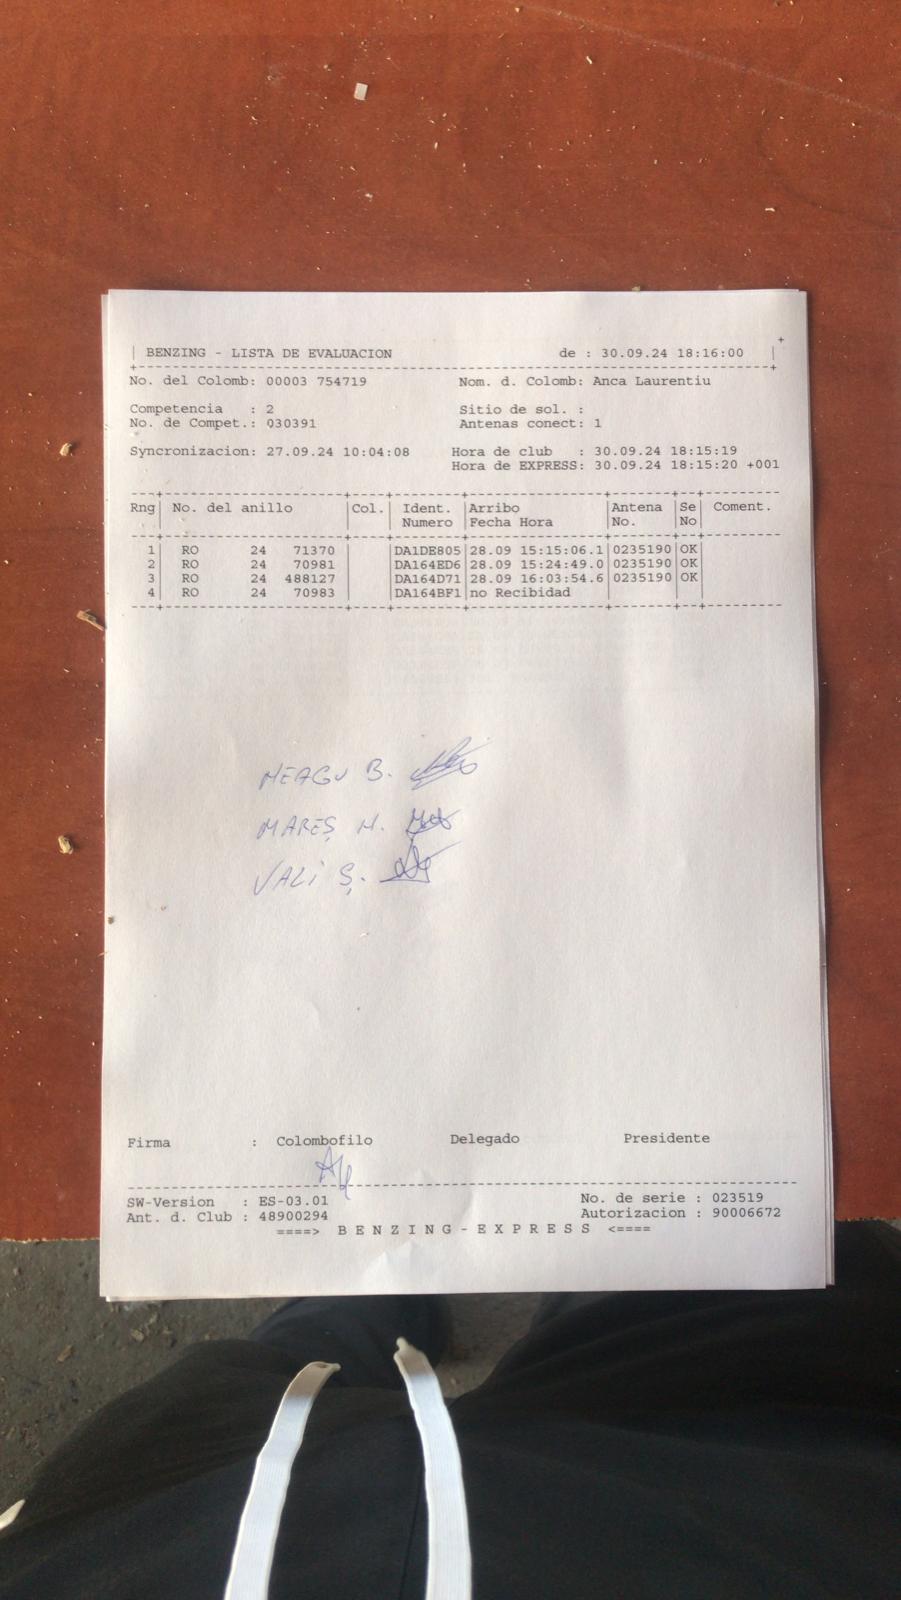 | BENZING - LISTA DE EVALUACION de : 30.09.24 18:16:00 |
No. del Colomb: 00003 754719 Nom. d. Colomb: Anca Laurentiu
Competencia : 2 Sitio de sol. :
No. de Compet.: 030391 Antenas conect: 1
Syncronizacion: 27.09.24 10:04:08 Hora de club : 30.09.24 18:15:19
Hora de EXPRESS: 30.09.24 18:15:20 +001
Rng| No. del anillo |Col.| Ident. |Arribo |Antena |Se| Coment.
Numero |Fecha Hora |No. |No|
1| RO 24 71370 | |DA1DE805|28.09 15:15:06.1|0235190|OK|
2| RO 24 70981 | |DA164ED6|28.09 15:24:49.0|0235190|OK|
3| RO 24 488127 | |DA164D71|28.09 16:03:54.6|0235190|OK|
4| RO 24 70983 | |DA164BF1|no Recibidad | | |
MEAGU B.
MAREȘ M.
VALI Ș.
Firma : Colombofilo Delegado Presidente
SW-Version : ES-03.01 No. de serie : 023519
Ant. d. Club : 48900294 Autorizacion : 90006672
====> B E N Z I N G - E X P R E S S <====